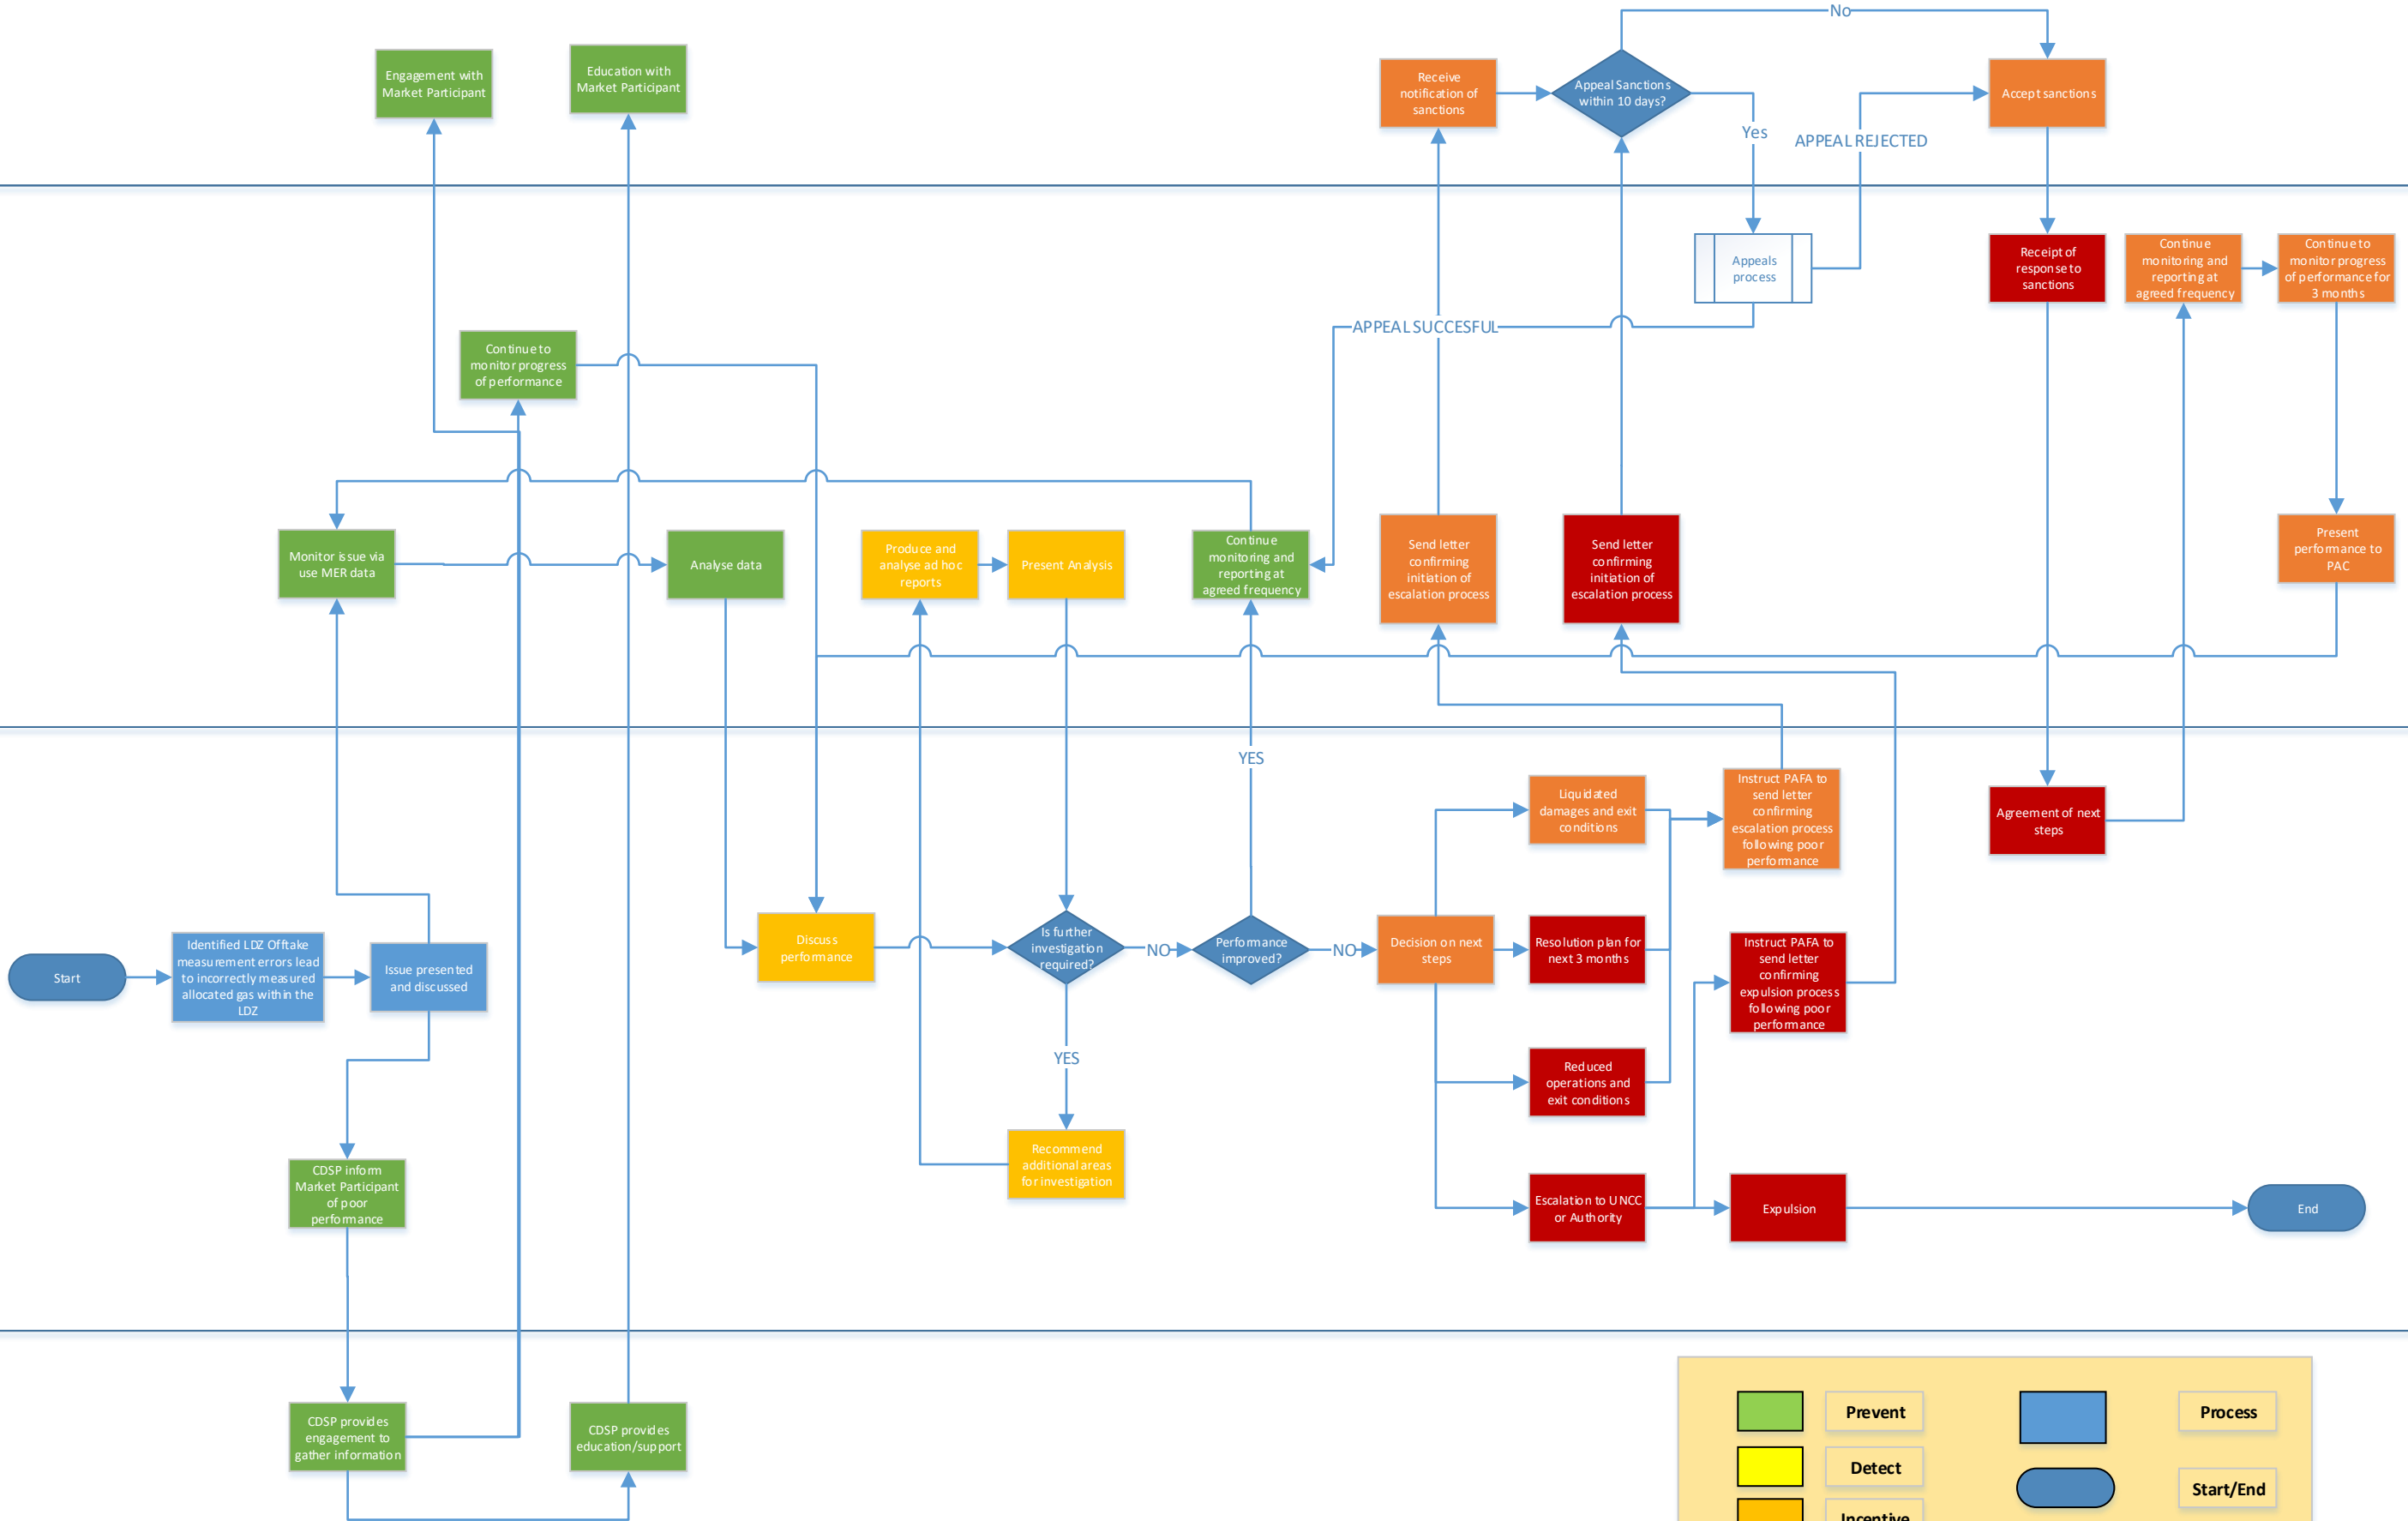 No
Engagement with
Market Participant
Education with
Market Participant
Receive
notification of
sanctions
Appeal Sanctions
within 10 days?
Accept sanctions
Yes
APPEAL REJECTED
Appeals
process
Receipt of
response to
sanctions
Continue
monitoring and
reporting at
agreed frequency
Continue to
monitor progress
of performance for
3 months
APPEAL SUCCESFUL
Continue to
monitor progress
of performance
Monitor issue via
use MER data
Analyse data
Produce and
analyse ad hoc
reports
Present Analysis
Continue
monitoring and
reporting at
agreed frequency
Send letter
confirming
initiation of
escalation process
Send letter
confirming
initiation of
escalation process
Present
performance to
PAC
YES
Liquidated
damages and exit
conditions
Instruct PAFA to
send letter
confirming
escalation process
following poor
performance
Agreement of next
steps
Start
Identified LDZ Offtake
measurement errors lead
to incorrectly measured
allocated gas within the
LDZ
Issue presented
and discussed
Discuss
performance
Is further
investigation
required?
NO
Performance
improved?
NO
Decision on next
steps
Resolution plan for
next 3 months
Instruct PAFA to
send letter
confirming
expulsion process
following poor
performance
YES
Reduced
operations and
exit conditions
CDSP inform
Market Participant
of poor
performance
Recommend
additional areas
for investigation
Escalation to UNCC
or Authority
Expulsion
End
CDSP provides
engagement to
gather information
CDSP provides
education/support
Prevent
Process
Detect
Start/End
Incentive